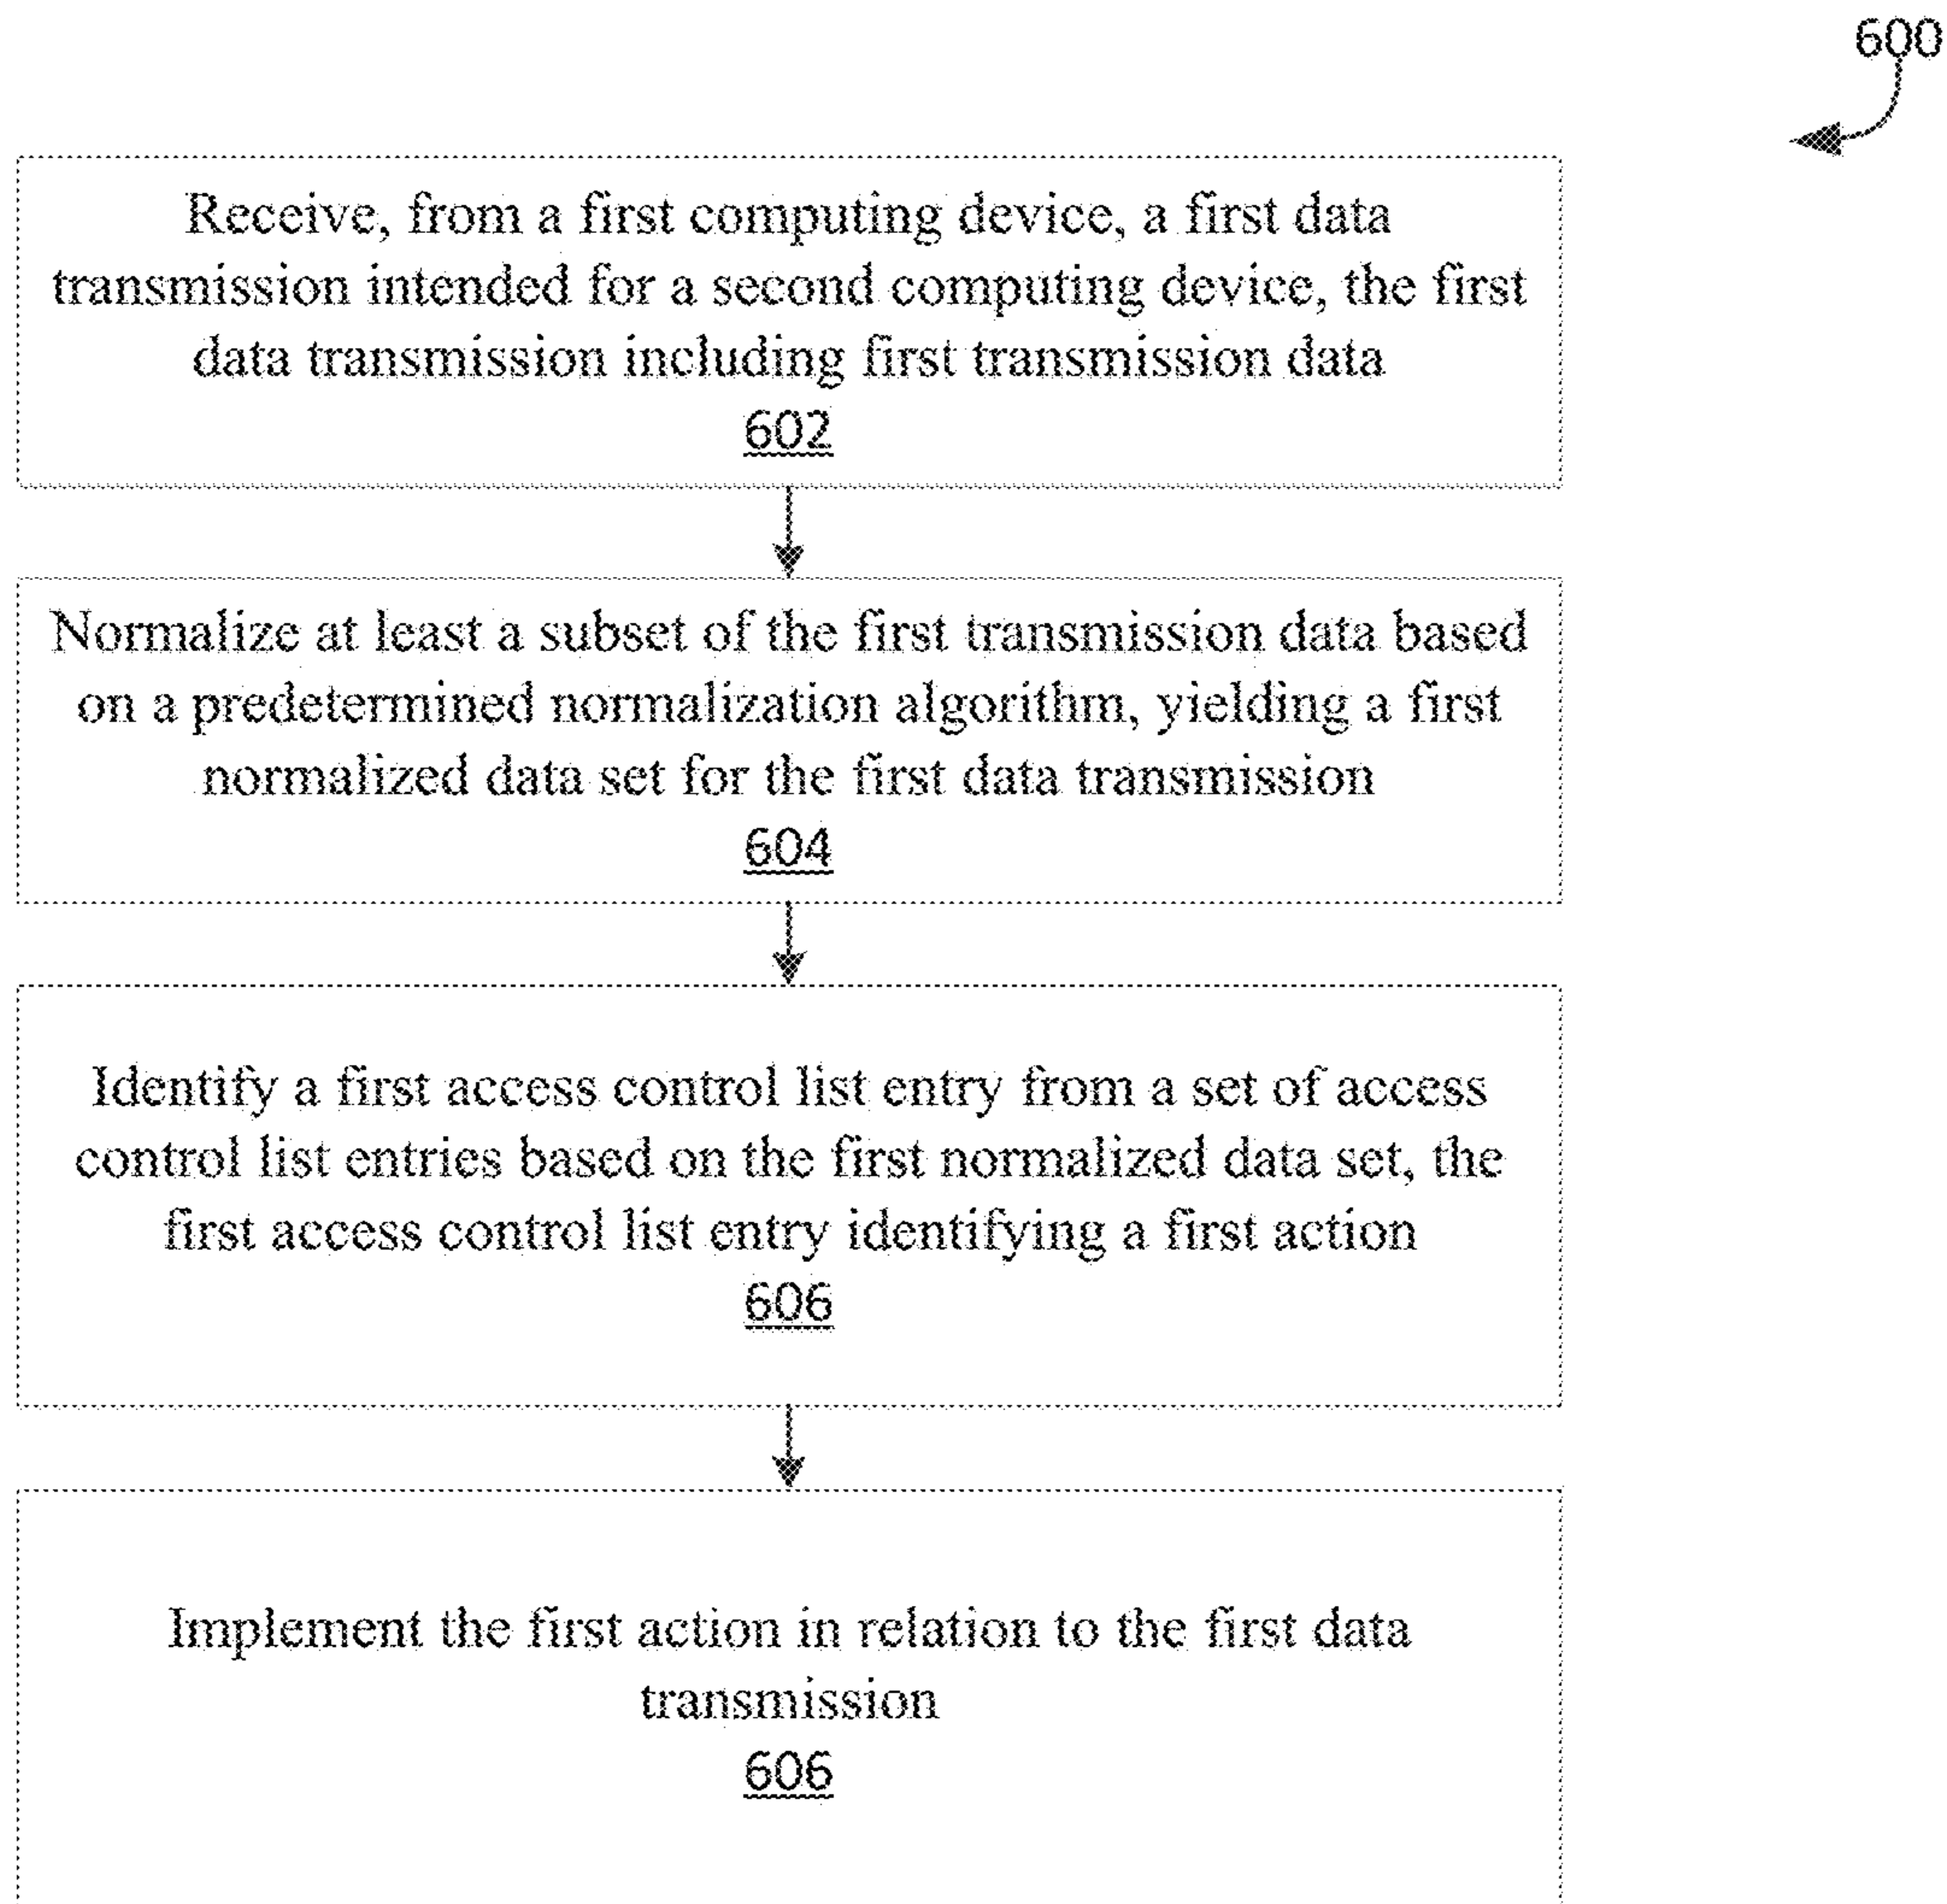 600
Receive, from a first computing device, a first data
transmission intended for a second computing device, the first
data transmission including first transmission data
602
Normalize at least a subset of the first transmission data based
on a predetermined normalization algorithm, yielding a first
normalized data set for the first data transmission
604
Identify a first access control list entry from a set of access
control list entries based on the first normalized data set, the
first access control list entry identifying a first action
606
Implement the first action in relation to the first data
transmission
606